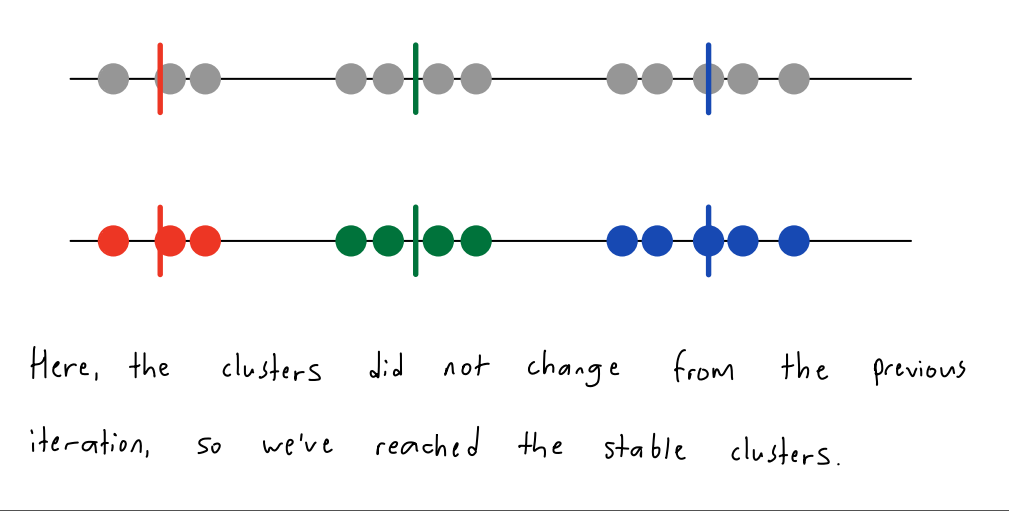 Here, the clusters did not change from the previous
iteration, so we've reached the stable clusters.